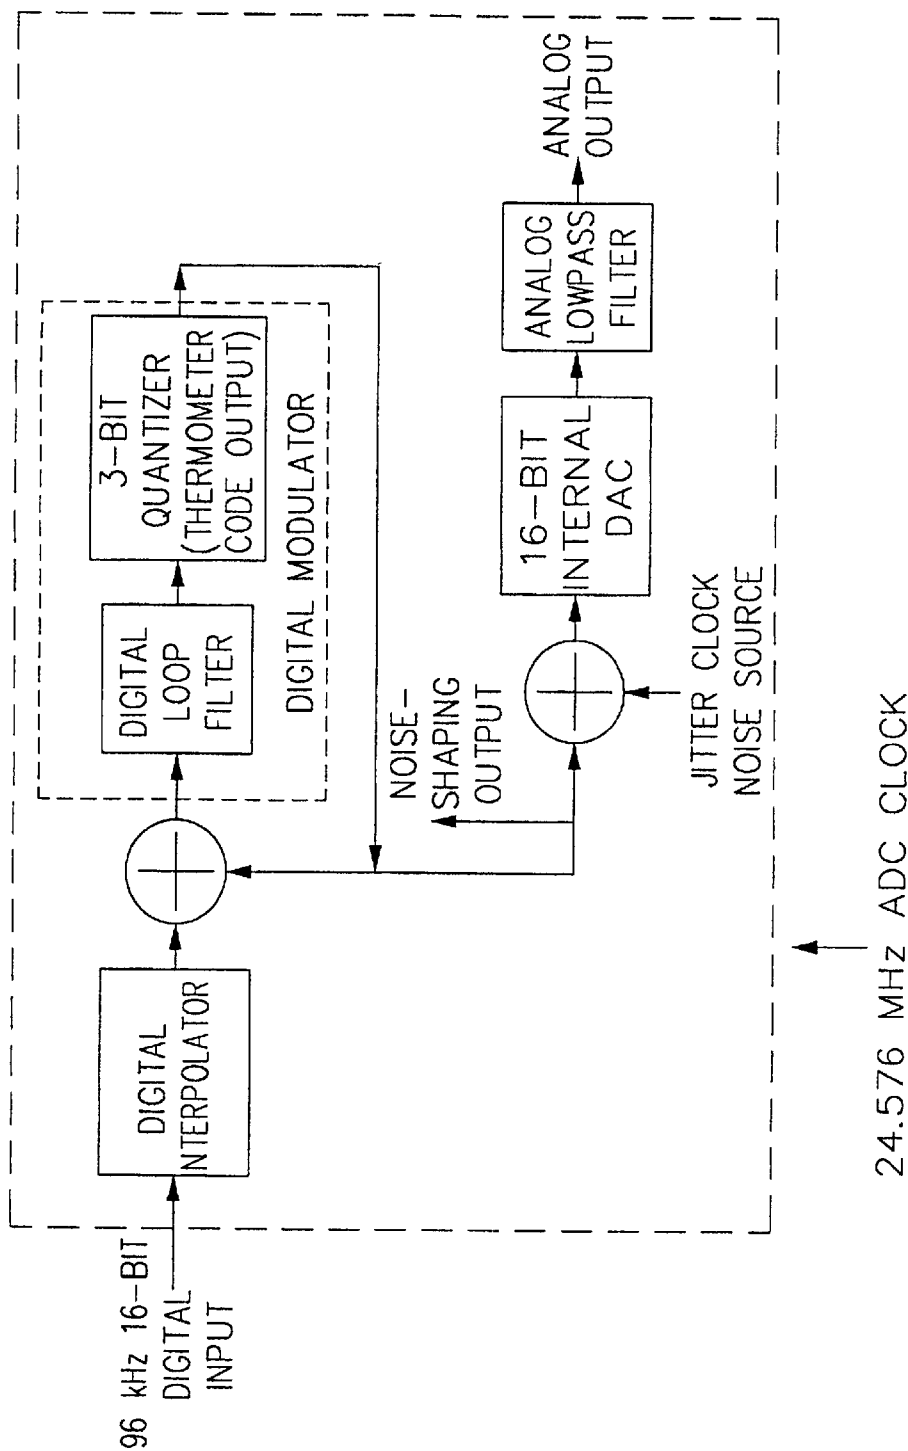 96 kHz 16-BIT
DIGITAL
INPUT
DIGITAL
NTERPOLATOR
DIGITAL
LOOP
FILTER
3-BIT
QUANTIZER
(THERMOMETER
CODE OUTPUT)
DIGITAL MODULATOR
NOISE-
SHAPING
OUTPUT
JITTER CLOCK
NOISE SOURCE
16-BIT
INTERNAL
DAC
ANALOG
LOWPASS
FILTER
ANALOG
OUTPUT
24.576 MHz ADC CLOCK